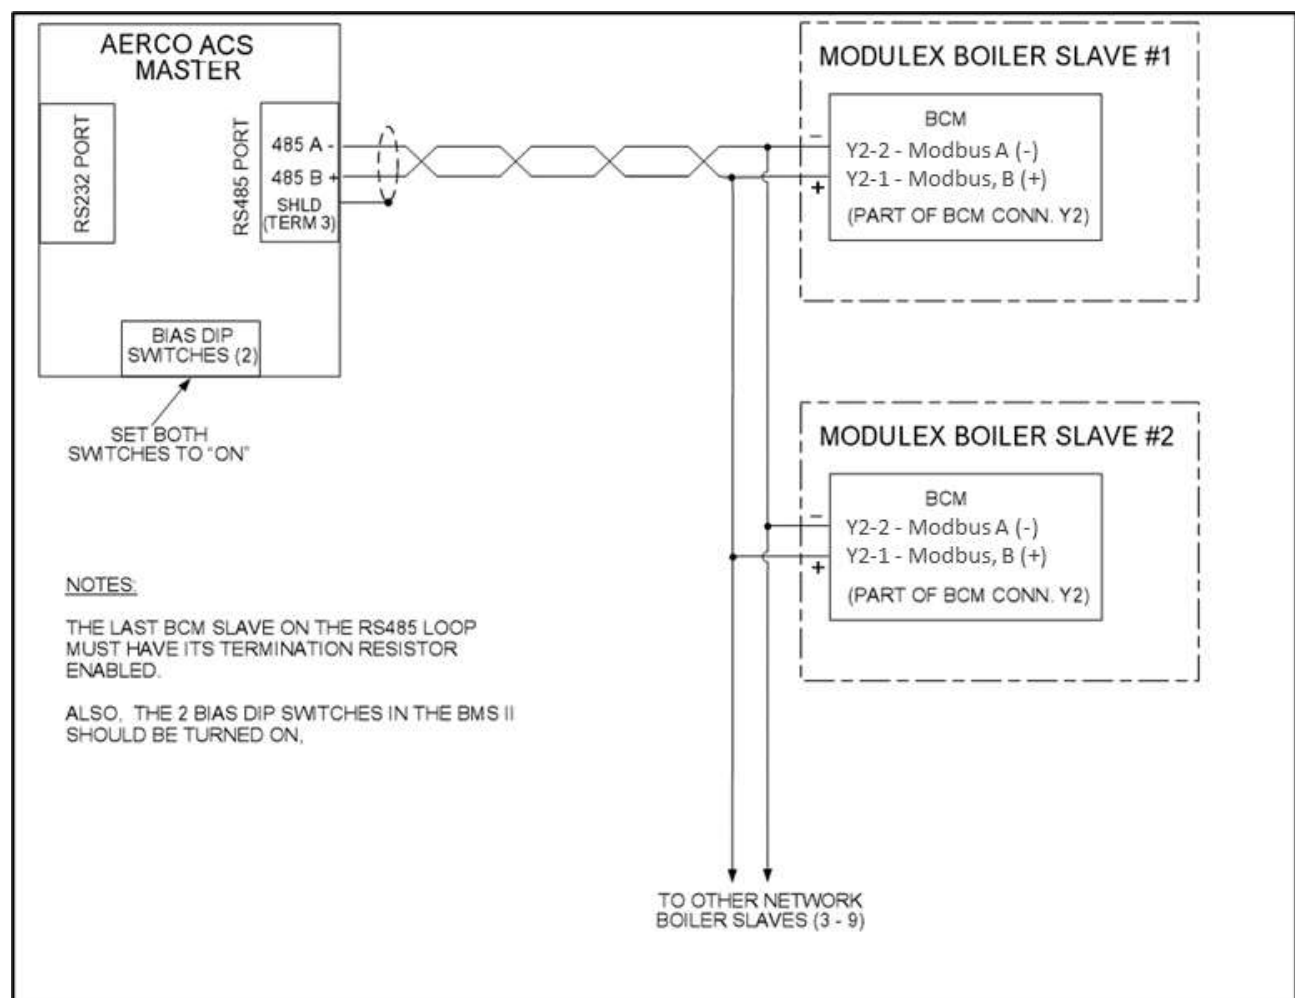 AERCO ACS
MASTER
RS232 PORT
RS485 PORT
485 A -
485 B +
SHLD
(TERM 3)
BIAS DIP
SWITCHES (2)
SET BOTH
SWITCHES TO "ON"
MODULEX BOILER SLAVE #1
BCM
–
Y2-2 - Modbus A (-)
Y2-1 - Modbus, B (+)
+
(PART OF BCM CONN. Y2)
MODULEX BOILER SLAVE #2
BCM
–
Y2-2 - Modbus A (-)
Y2-1 - Modbus, B (+)
+
(PART OF BCM CONN. Y2)
NOTES:
THE LAST BCM SLAVE ON THE RS485 LOOP
MUST HAVE ITS TERMINATION RESISTOR
ENABLED.
ALSO, THE 2 BIAS DIP SWITCHES IN THE BMS II
SHOULD BE TURNED ON,
TO OTHER NETWORK
BOILER SLAVES (3 - 9)